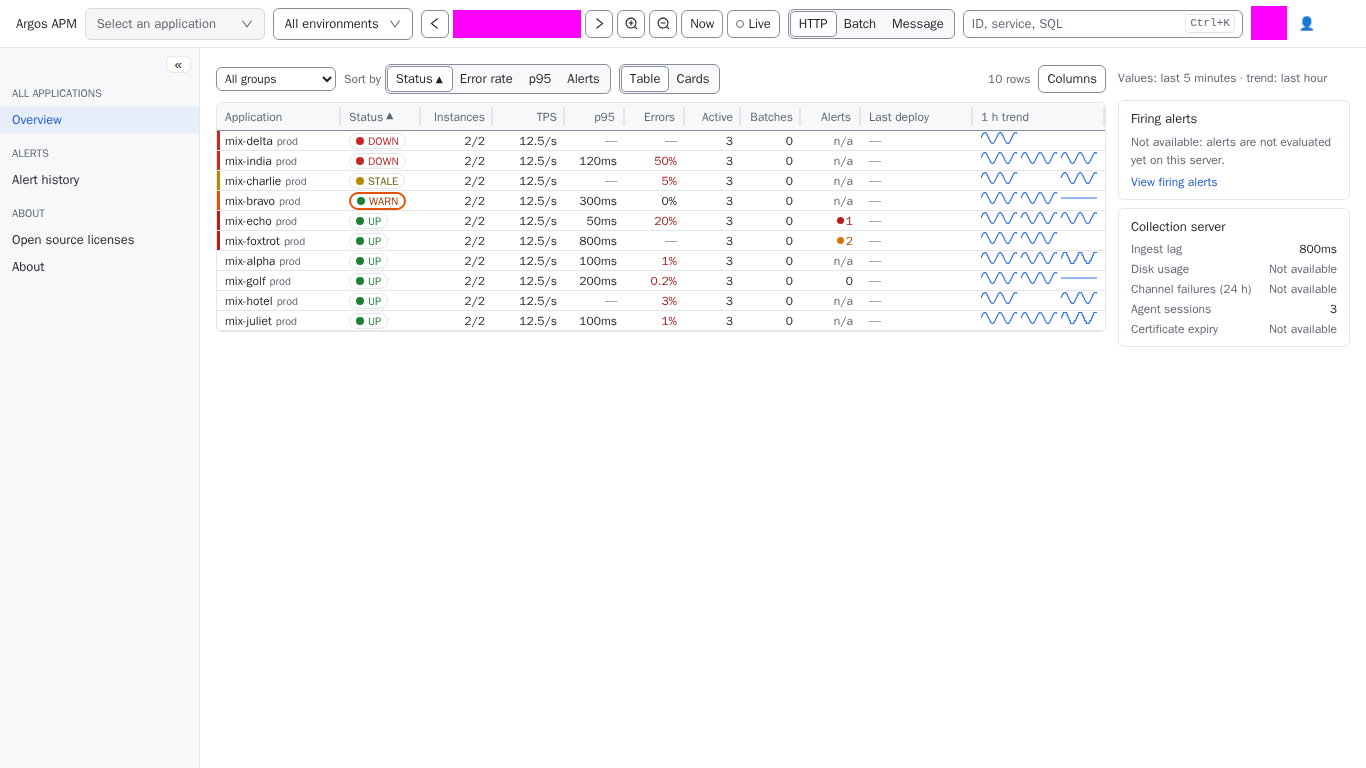 Argos APM Select an application All environments Now Live HTTP Batch Message ID, service, SQL Ctrl+K
«
ALL APPLICATIONS
Overview
ALERTS
Alert history
ABOUT
Open source licenses
About
All groups Sort by Status▲ Error rate p95 Alerts Table Cards 10 rows Columns
Application Status ▲ Instances TPS p95 Errors Active Batches Alerts Last deploy 1 h trend
mix-delta prod DOWN 2/2 12.5/s — — 3 0 n/a —
mix-india prod DOWN 2/2 12.5/s 120ms 50% 3 0 n/a —
mix-charlie prod STALE 2/2 12.5/s — 5% 3 0 n/a —
mix-bravo prod WARN 2/2 12.5/s 300ms 0% 3 0 n/a —
mix-echo prod UP 2/2 12.5/s 50ms 20% 3 0 1 —
mix-foxtrot prod UP 2/2 12.5/s 800ms — 3 0 2 —
mix-alpha prod UP 2/2 12.5/s 100ms 1% 3 0 n/a —
mix-golf prod UP 2/2 12.5/s 200ms 0.2% 3 0 0 —
mix-hotel prod UP 2/2 12.5/s — 3% 3 0 n/a —
mix-juliet prod UP 2/2 12.5/s 100ms 1% 3 0 n/a —
Values: last 5 minutes · trend: last hour
Firing alerts
Not available: alerts are not evaluated
yet on this server.
View firing alerts
Collection server
Ingest lag 800ms
Disk usage Not available
Channel failures (24 h) Not available
Agent sessions 3
Certificate expiry Not available